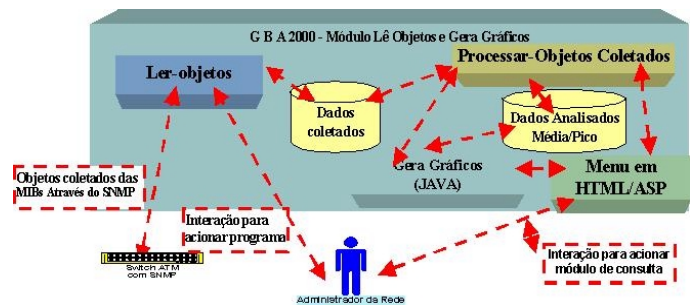 G B A 2000 - Módulo Lê Objetos e Gera Gráficos
Ler-objetos
Processar-Objetos Coletados
Dados
coletados
Dados Analisados
Média/Pico
Gera Gráficos
(JAVA)
Menu em
HTML/ASP
Objetos coletados das
MIBs Através do SNMP
Interação para
acionar programa
Interação para acionar
módulo de consulta
Switch ATM
com SNMP
Administrador da Rede